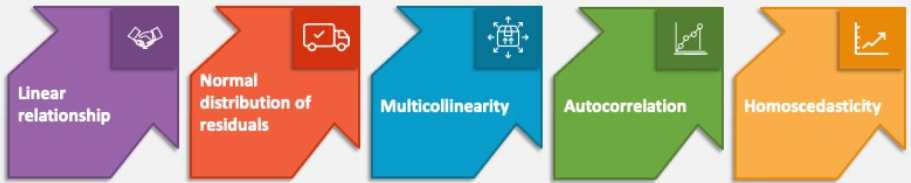 Linear
relationship
Normal
distribution of
residuals
Multicollinearity
Autocorrelation
Homoscedasticity